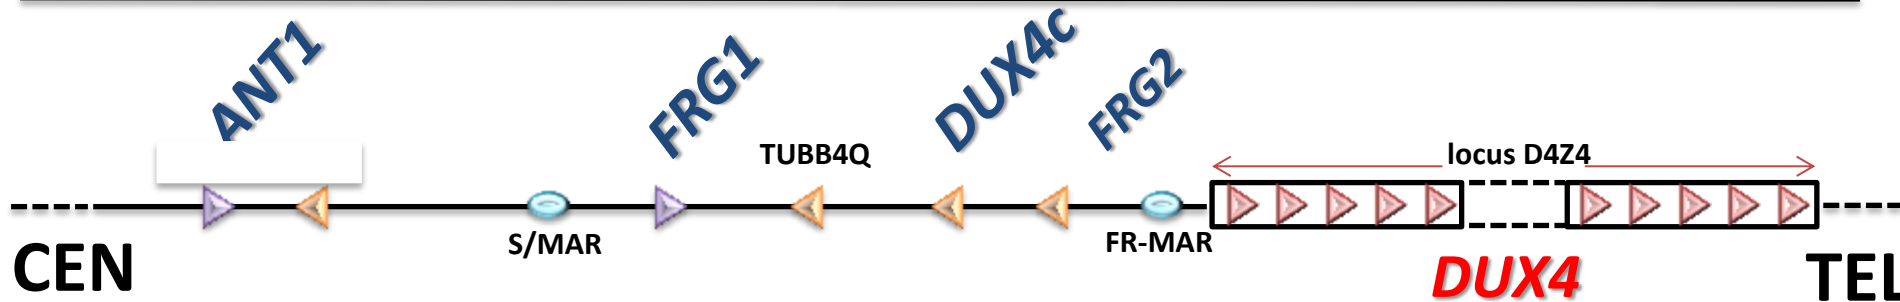 ANT1
FRG1
DUX4c
FRG2
TUBB4Q
locus D4Z4
S/MAR
FR-MAR
CEN
DUX4
TEL